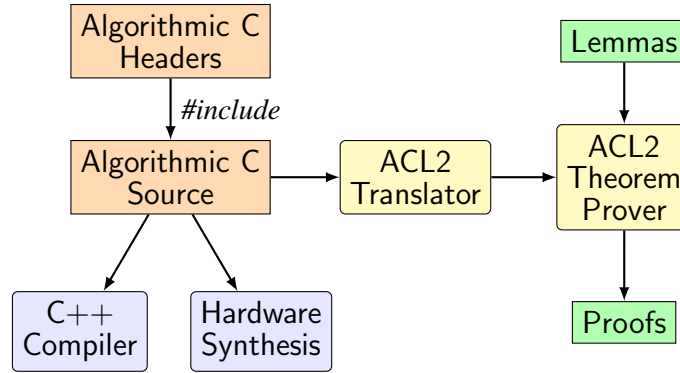 Algorithmic C
Headers
#include
Algorithmic C
Source
C++
Compiler
Hardware
Synthesis
ACL2
Translator
Lemmas
ACL2
Theorem
Prover
Proofs